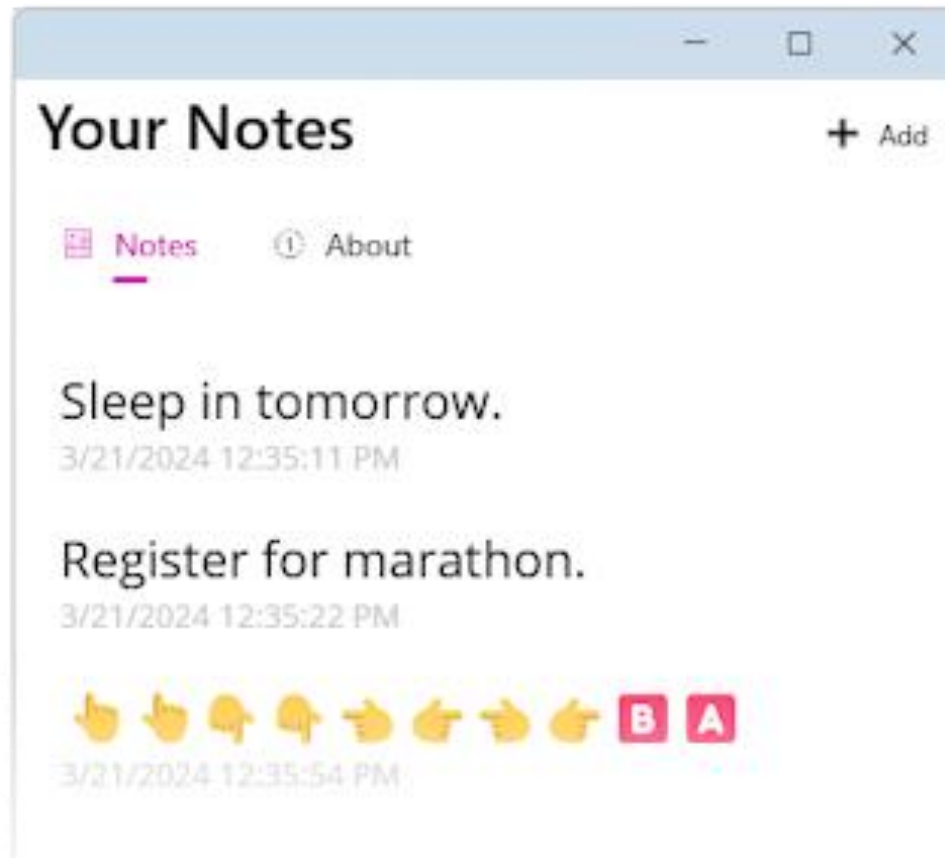 Your Notes
+ Add
Notes
About
Sleep in tomorrow.
3/21/2024 12:35:11 PM
Register for marathon.
3/21/2024 12:35:22 PM
👆👆👇👇👈👉👈👉🅱🅰
3/21/2024 12:35:54 PM